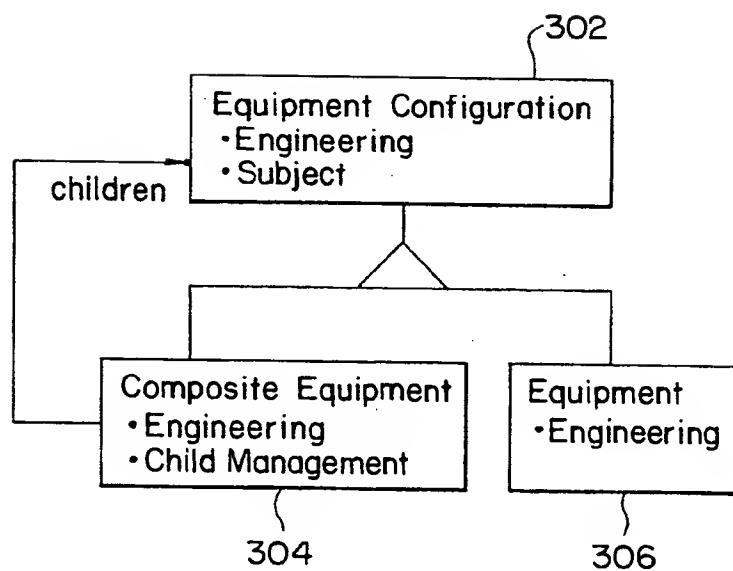 302
Equipment Configuration
•Engineering
•Subject
children
Composite Equipment
•Engineering
•Child Management
Equipment
•Engineering
304
306